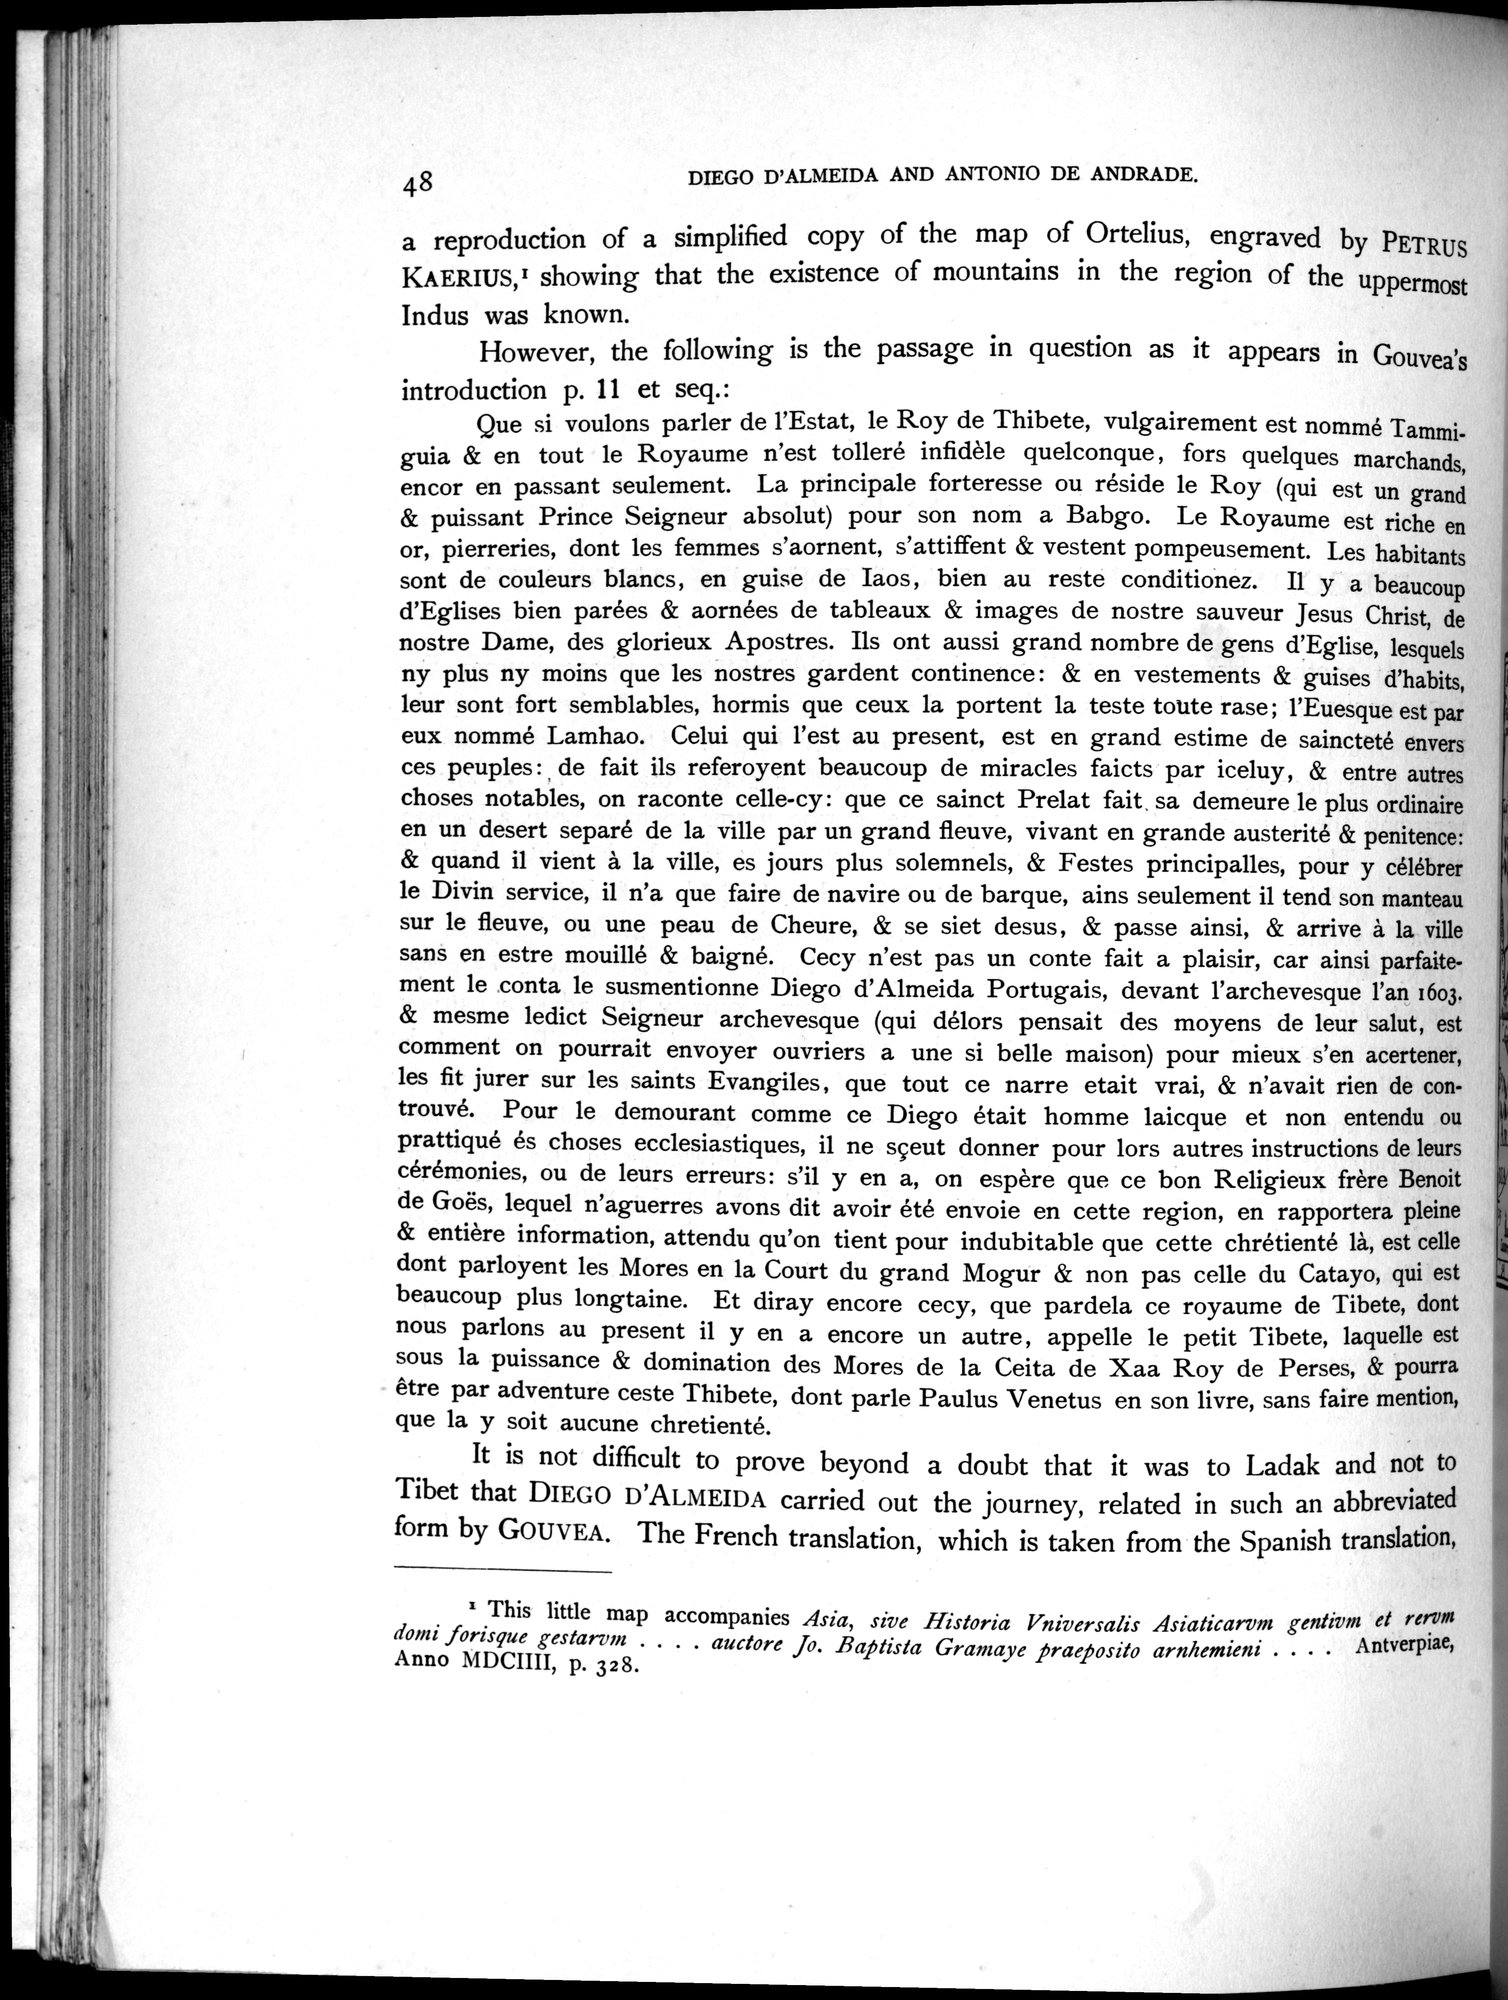 48 DIEGO D'ALMEIDA AND ANTONIO DE ANDRADE.
a reproduction of a simplified copy of the map of Ortelius, engraved by PETRUS
KAERIUS,¹ showing that the existence of mountains in the region of the uppermost
Indus was known.
However, the following is the passage in question as it appears in Gouvea's
introduction p. 11 et seq.:
Que si voulons parler de l'Estat, le Roy de Thibete, vulgairement est nommé Tammi-
guia & en tout le Royaume n'est tolleré infidèle quelconque, fors quelques marchands,
encor en passant seulement. La principale forteresse ou réside le Roy (qui est un grand
& puissant Prince Seigneur absolut) pour son nom a Babgo. Le Royaume est riche en
or, pierreries, dont les femmes s'aornent, s'attiffent & vestent pompeusement. Les habitants
sont de couleurs blancs, en guise de Iaos, bien au reste conditionez. Il y a beaucoup
d'Eglises bien parées & aornées de tableaux & images de nostre sauveur Jesus Christ, de
nostre Dame, des glorieux Apostres. Ils ont aussi grand nombre de gens d'Eglise, lesquels
ny plus ny moins que les nostres gardent continence: & en vestements & guises d'habits,
leur sont fort semblables, hormis que ceux la portent la teste toute rase; l'Euesque est par
eux nommé Lamhao. Celui qui l'est au present, est en grand estime de saincteté envers
ces peuples: de fait ils referoyent beaucoup de miracles faicts par iceluy, & entre autres
choses notables, on raconte celle-cy: que ce sainct Prelat fait sa demeure le plus ordinaire
en un desert separé de la ville par un grand fleuve, vivant en grande austerité & penitence:
& quand il vient à la ville, es jours plus solemnels, & Festes principalles, pour y célébrer
le Divin service, il n'a que faire de navire ou de barque, ains seulement il tend son manteau
sur le fleuve, ou une peau de Cheure, & se siet desus, & passe ainsi, & arrive à la ville
sans en estre mouillé & baigné. Cecy n'est pas un conte fait a plaisir, car ainsi parfaite-
ment le conta le susmentionne Diego d'Almeida Portugais, devant l'archevesque l'an 1603.
& mesme ledict Seigneur archevesque (qui délors pensait des moyens de leur salut, est
comment on pourrait envoyer ouvriers a une si belle maison) pour mieux s'en acertener,
les fit jurer sur les saints Evangiles, que tout ce narre etait vrai, & n'avait rien de con-
trouvé. Pour le demourant comme ce Diego était homme laicque et non entendu ou
prattiqué és choses ecclesiastiques, il ne sçeut donner pour lors autres instructions de leurs
cérémonies, ou de leurs erreurs: s'il y en a, on espère que ce bon Religieux frère Benoit
de Goës, lequel n'aguerres avons dit avoir été envoie en cette region, en rapportera pleine
& entière information, attendu qu'on tient pour indubitable que cette chrétienté là, est celle
dont parloyent les Mores en la Court du grand Mogur & non pas celle du Catayo, qui est
beaucoup plus longtaine. Et diray encore cecy, que pardela ce royaume de Tibete, dont
nous parlons au present il y en a encore un autre, appelle le petit Tibete, laquelle est
sous la puissance & domination des Mores de la Ceita de Xaa Roy de Perses, & pourra
être par adventure ceste Thibete, dont parle Paulus Venetus en son livre, sans faire mention,
que la y soit aucune chretienté.
It is not difficult to prove beyond a doubt that it was to Ladak and not to
Tibet that DIEGO D'ALMEIDA carried out the journey, related in such an abbreviated
form by GOUVEA. The French translation, which is taken from the Spanish translation,
¹ This little map accompanies Asia, sive Historia Vniversalis Asiaticarvm gentivm et rervm
domi forisque gestarvm . . . . auctore Jo. Baptista Gramaye praeposito arnhemieni . . . . Antverpiae,
Anno MDCIIII, p. 328.